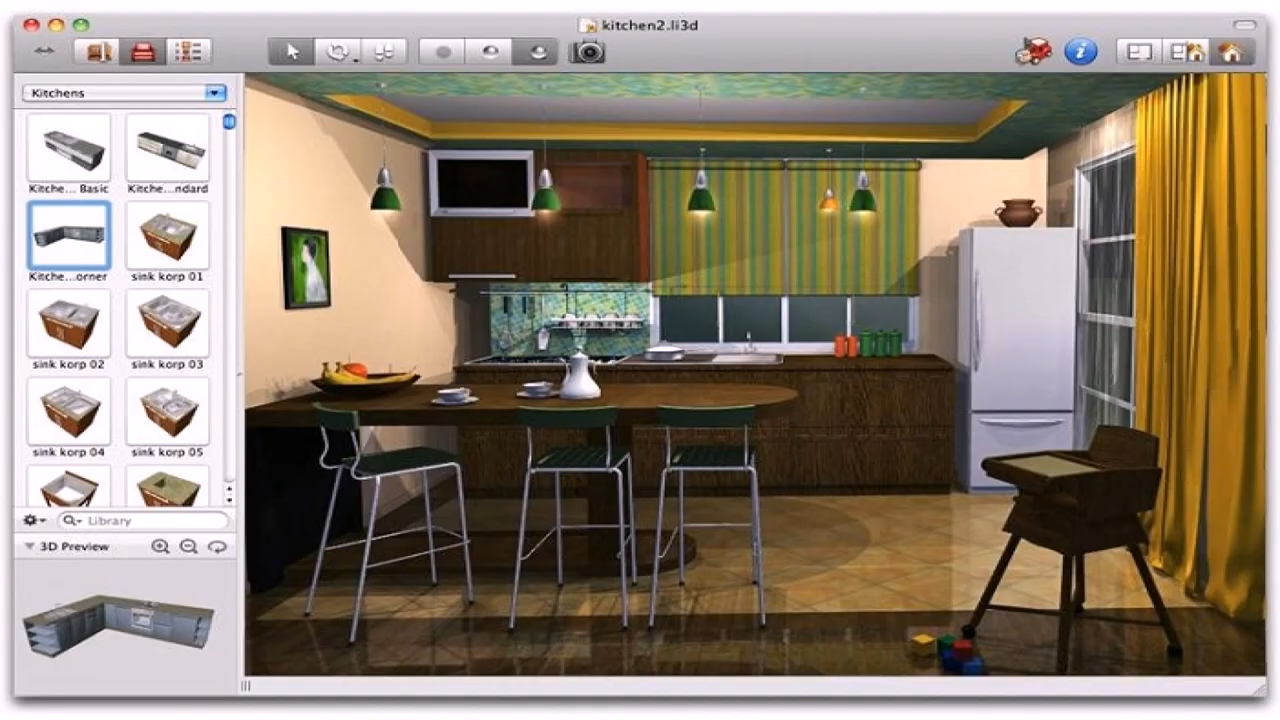 kitchen2.li3d
Kitchens
Kitche... Basic
Kitche...ndard
Kitche...orner
sink korp 01
sink korp 02
sink korp 03
sink korp 04
sink korp 05
Library
3D Preview